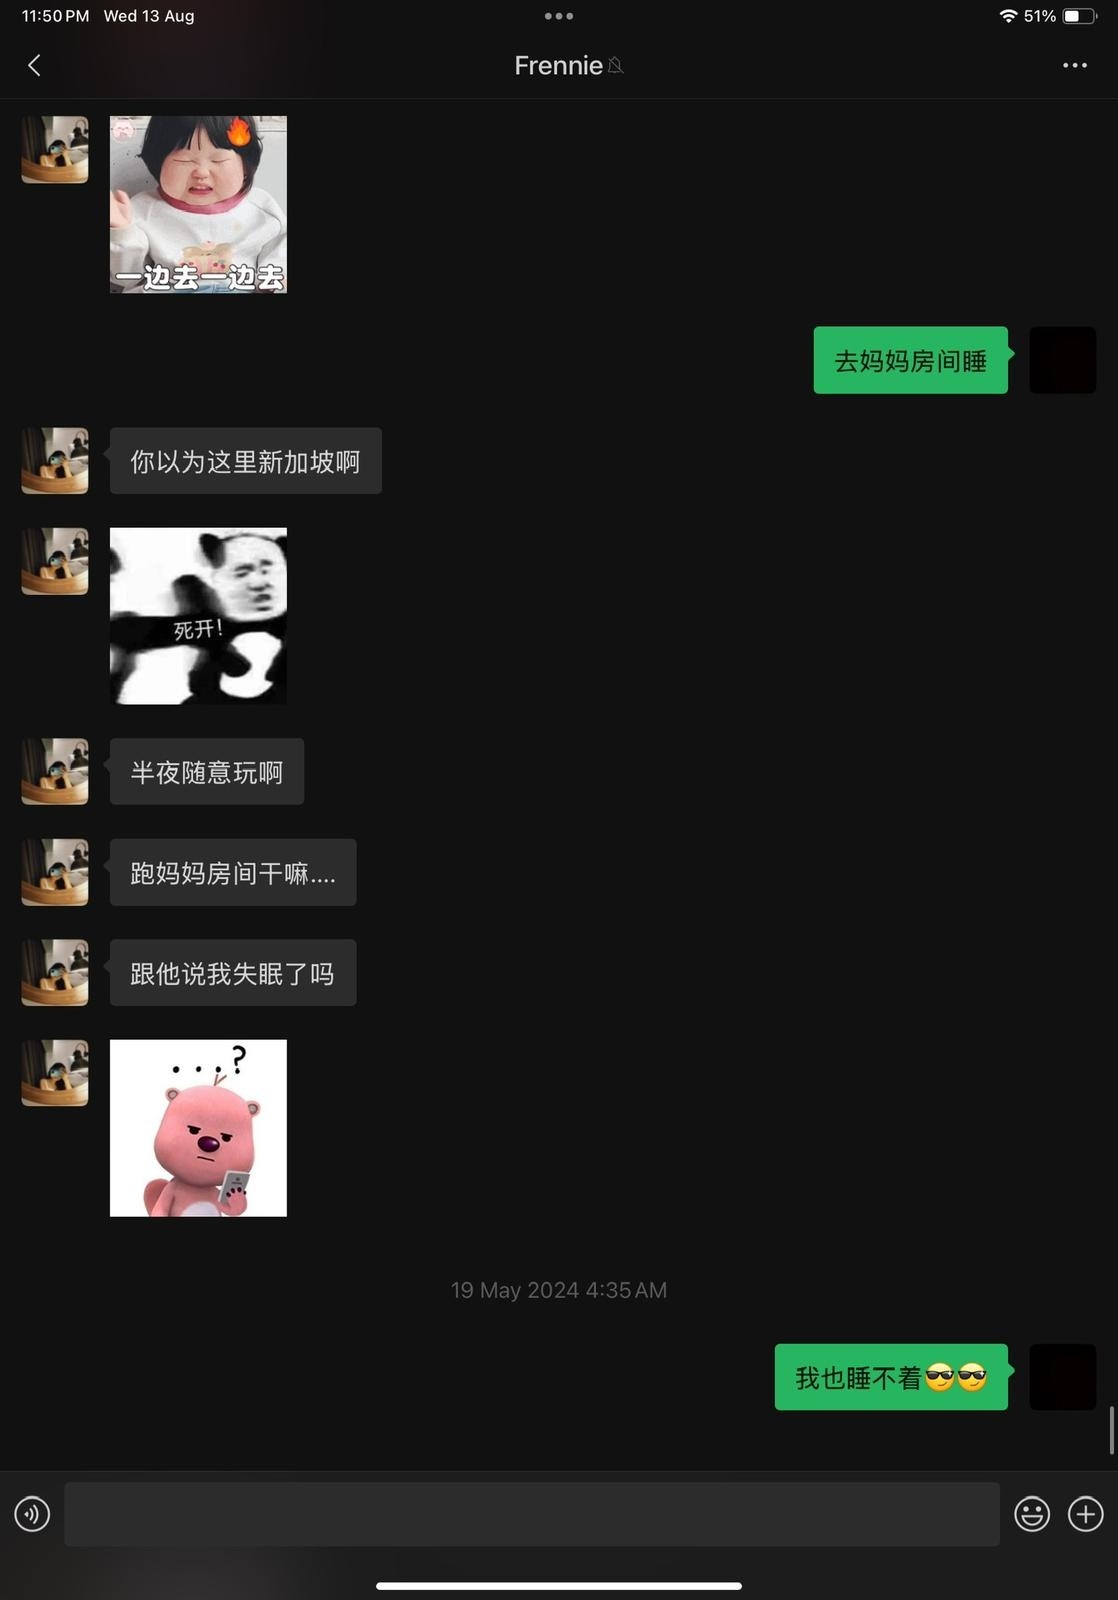 11:50 PM Wed 13 Aug
51%
Frennie
一边去一边去
去妈妈房间睡
你以为这里新加坡啊
死开!
半夜随意玩啊
跑妈妈房间干嘛....
跟他说我失眠了吗
...?
19 May 2024 4:35 AM
我也睡不着😎😎